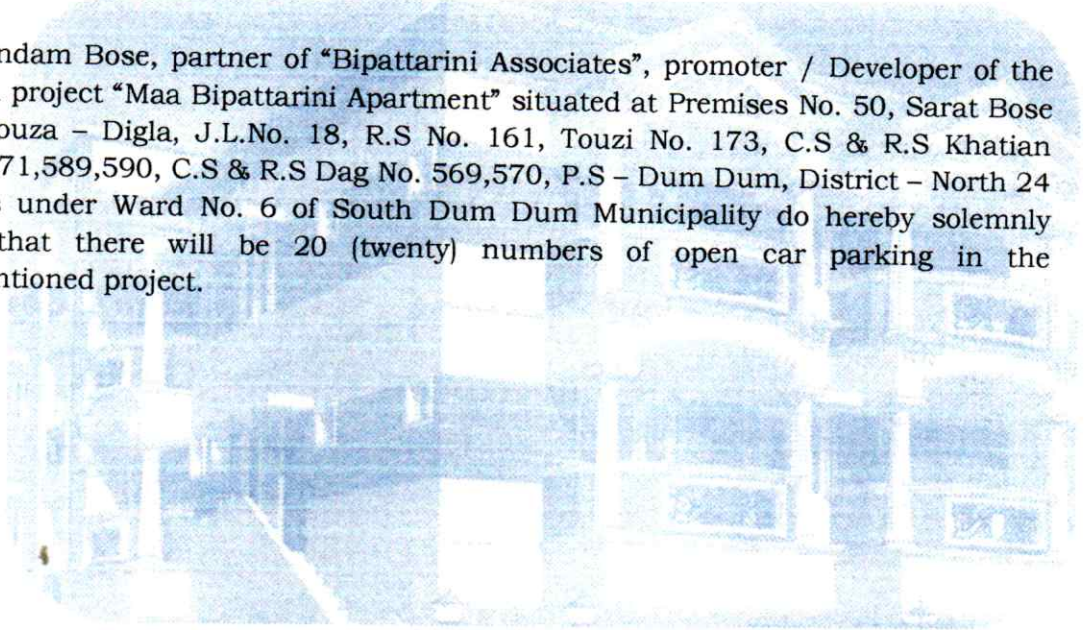 ndam Bose, partner of “Bipattarini Associates”, promoter / Developer of the
project “Maa Bipattarini Apartment” situated at Premises No. 50, Sarat Bose
ouza – Digla, J.L.No. 18, R.S No. 161, Touzi No. 173, C.S & R.S Khatian
71,589,590, C.S & R.S Dag No. 569,570, P.S – Dum Dum, District – North 24
under Ward No. 6 of South Dum Dum Municipality do hereby solemnly
that there will be 20 (twenty) numbers of open car parking in the
ntioned project.